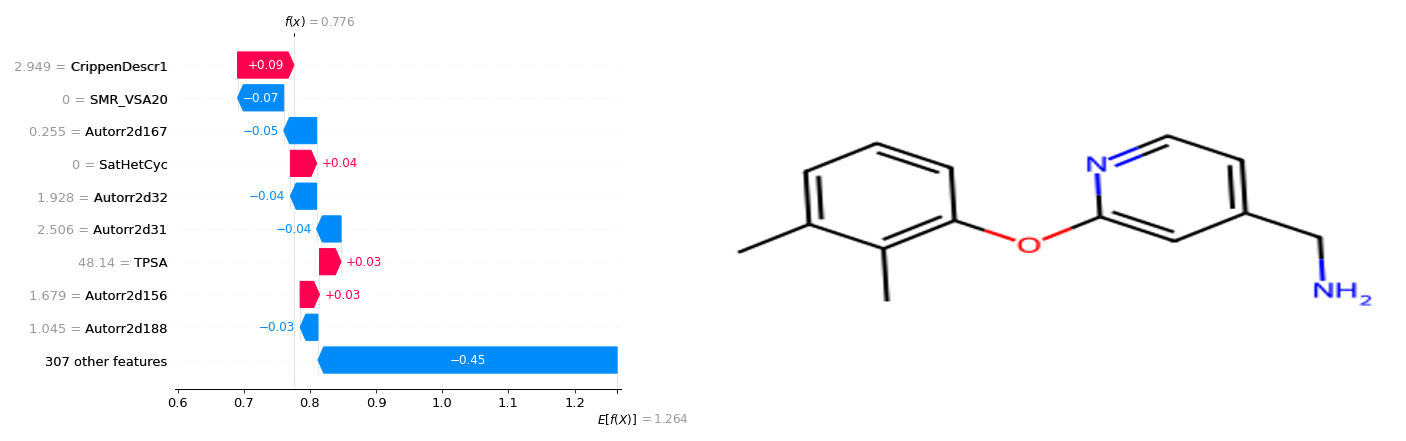 f(x) = 0.776
2.949 = CrippenDescr1 +0.09
0 = SMR_VSA20 −0.07
0.255 = Autorr2d167 −0.05
0 = SatHetCyc +0.04
1.928 = Autorr2d32 −0.04
2.506 = Autorr2d31 −0.04
48.14 = TPSA +0.03
1.679 = Autorr2d156 +0.03
1.045 = Autorr2d188 −0.03
307 other features −0.45
0.6 0.7 0.8 0.9 1.0 1.1 1.2
E[f(X)] = 1.264
N
O
NH2